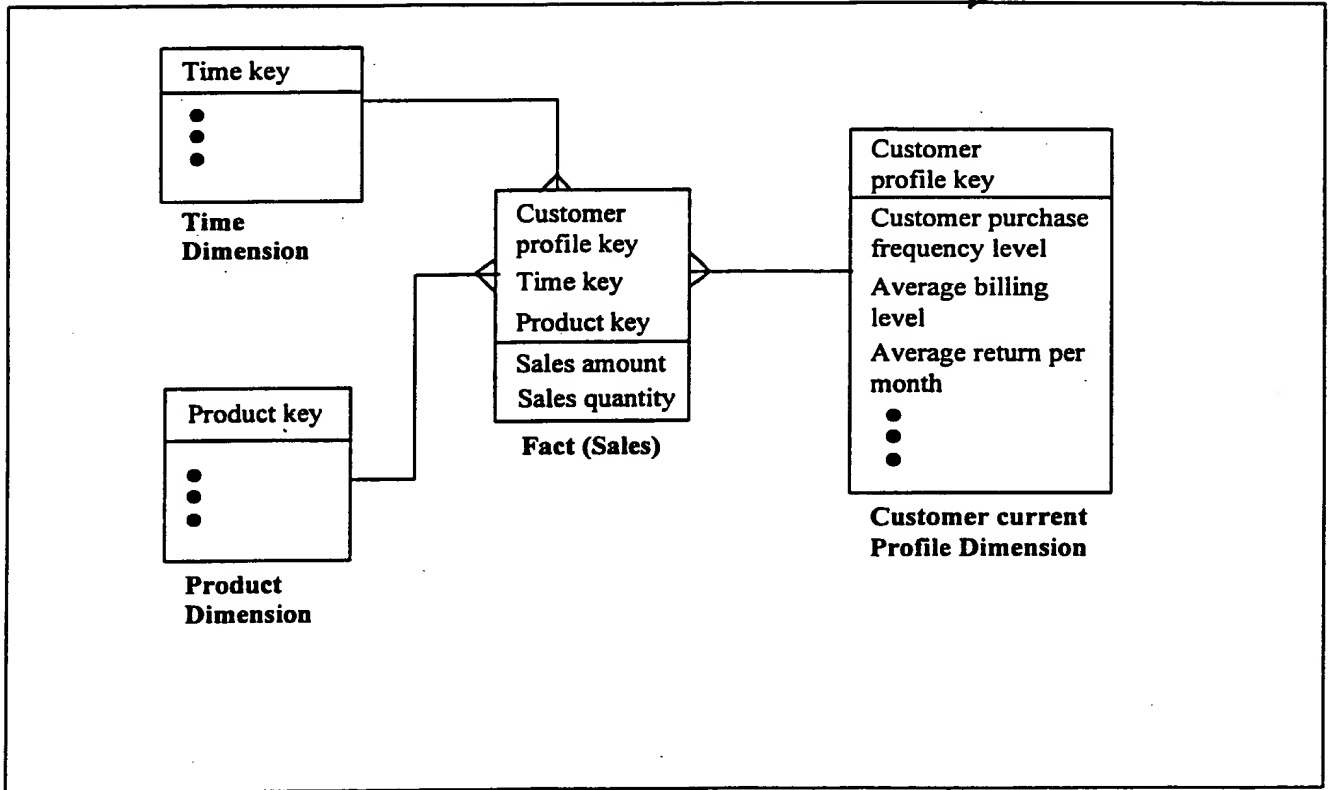 Time key
Time
Dimension
Product key
Product
Dimension
Customer
profile key
Time key
Product key
Sales amount
Sales quantity
Fact (Sales)
Customer
profile key
Customer purchase
frequency level
Average billing
level
Average return per
month
Customer current
Profile Dimension